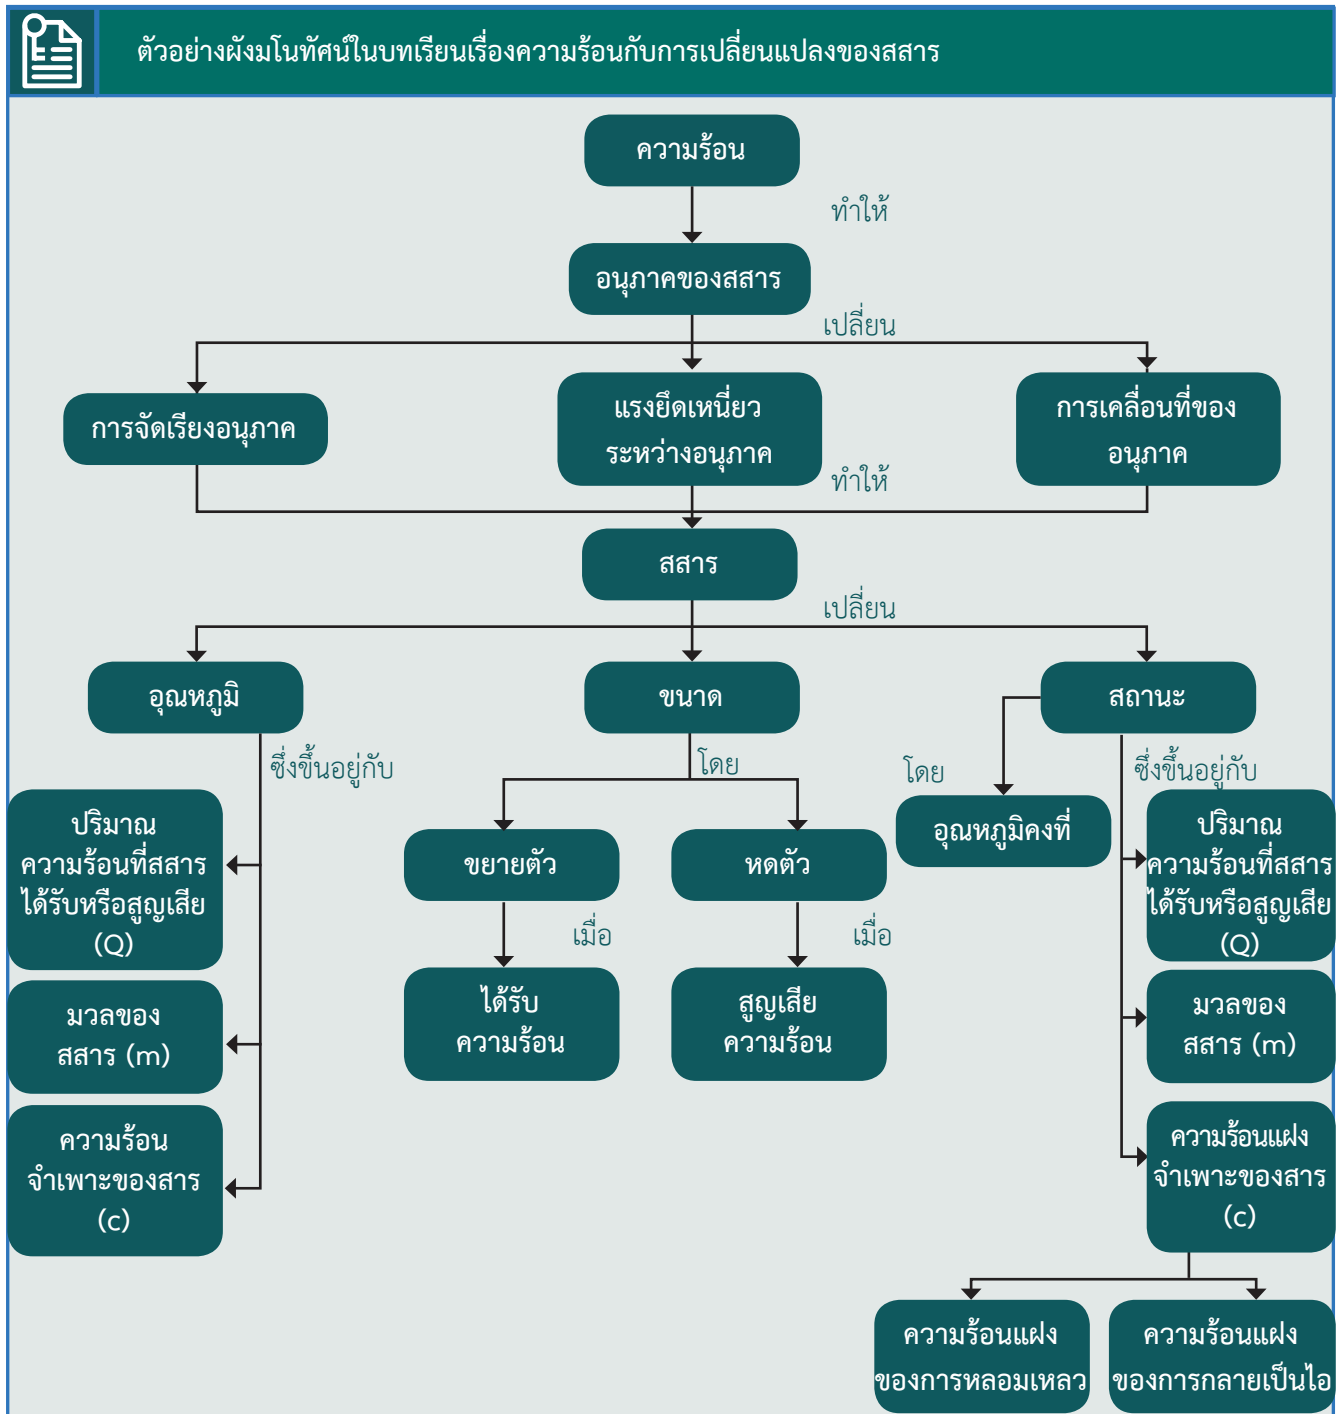 ตัวอย่างผังมโนทัศน์ในบทเรียนเรื่องความร้อนกับการเปลี่ยนแปลงของสสาร
ความร้อน
ทำให้
อนุภาคของสสาร
เปลี่ยน
การจัดเรียงอนุภาค
แรงยึดเหนี่ยว
ระหว่างอนุภาค
การเคลื่อนที่ของ
อนุภาค
ทำให้
สสาร
เปลี่ยน
อุณหภูมิ
ขนาด
สถานะ
ซึ่งขึ้นอยู่กับ
ปริมาณ
ความร้อนที่สสาร
ได้รับหรือสูญเสีย
(Q)
มวลของ
สสาร (m)
ความร้อน
จำเพาะของสาร
(c)
โดย
ขยายตัว
หดตัว
เมื่อ
เมื่อ
ได้รับ
ความร้อน
สูญเสีย
ความร้อน
โดย
อุณหภูมิคงที่
ซึ่งขึ้นอยู่กับ
ปริมาณ
ความร้อนที่สสาร
ได้รับหรือสูญเสีย
(Q)
มวลของ
สสาร (m)
ความร้อนแฝง
จำเพาะของสาร
(c)
ความร้อนแฝง
ของการหลอมเหลว
ความร้อนแฝง
ของการกลายเป็นไอ